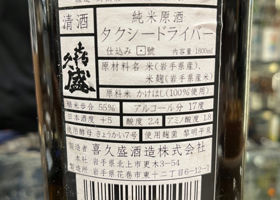 清酒
喜久盛
純米原酒
タクシードライバー
仕込み □号 内容量 1800ml
原材料 米(岩手県産)、
米麹(岩手県産米)
原料米 かけはし(100%使用)
精米歩合 55% アルコール分 17度
日本酒度 +5 酸度 2.4 アミノ酸度 1.8
使用酵母 きょうかい7号 使用麹菌 黎明平泉
製造者 喜久盛酒造株式会社
岩手県北上市更木3-54
岩手県花巻市東十二丁目6-12-1